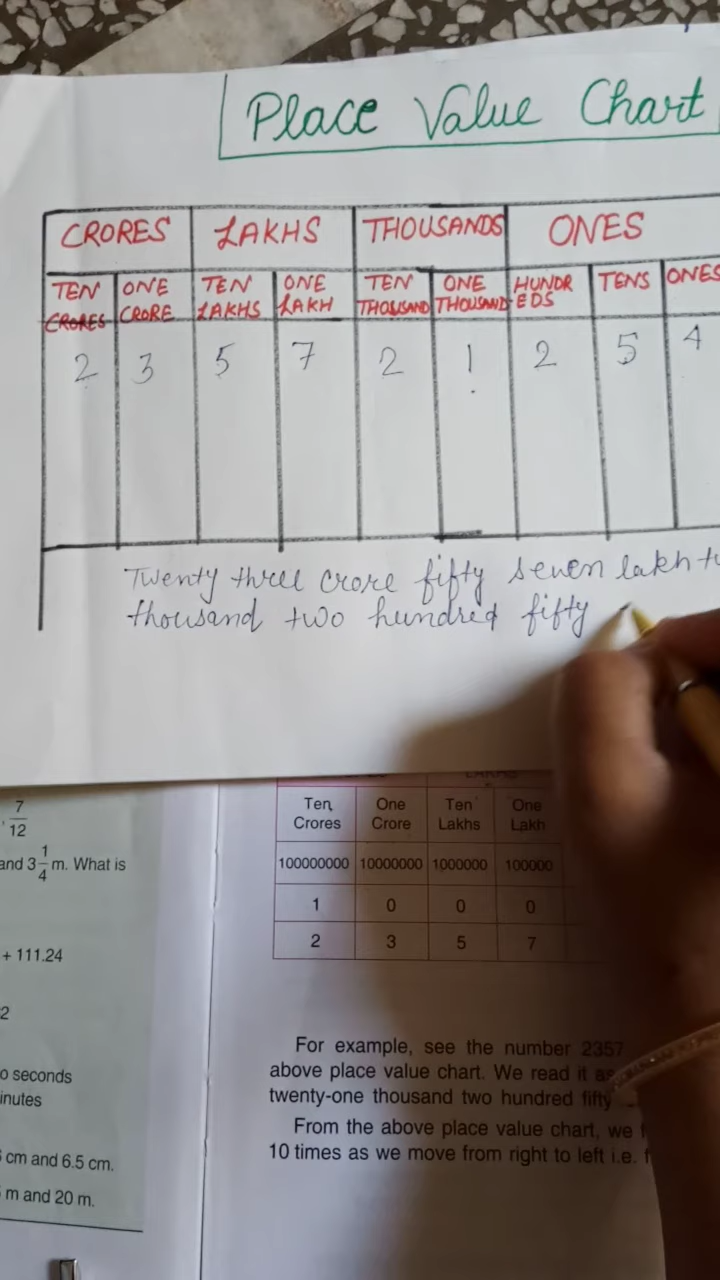 Place Value Chart
CRORES LAKHS THOUSANDS ONES
TEN CRORES ONE CRORE TEN LAKHS ONE LAKH TEN THOUSAND ONE THOUSAND HUNDREDS TENS ONES
2 3 5 7 2 1 2 5 4
Twenty three crore fifty seven lakh
thousand two hundred fifty
7/12
and 3 1/4 m. What is
+ 111.24
2
seconds
cm and 6.5 cm.
m and 20 m.
Ten Crores One Crore Ten Lakhs One Lakh
100000000 10000000 1000000 100000
1 0 0 0
2 3 5 7
For example, see the number 2357
above place value chart. We read it as
twenty-one thousand two hundred fifty
From the above place value chart, we
10 times as we move from right to left i.e.